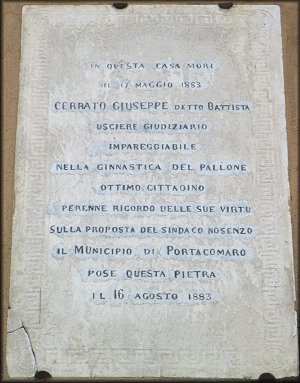 IN QUESTA CASA MORI
IL 17 MAGGIO 1883
CERRATO GIUSEPPE DETTO BATTISTA
USCIERE GIUDIZIARIO
IMPAREGGIABILE
NELLA GINNASTICA DEL PALLONE
OTTIMO CITTADINO
PERENNE RICORDO DELLE SUE VIRTU
SULLA PROPOSTA DEL SINDACO NOSENZO
IL MUNICIPIO DI PORTACOMARO
POSE QUESTA PIETRA
IL 16 AGOSTO 1883